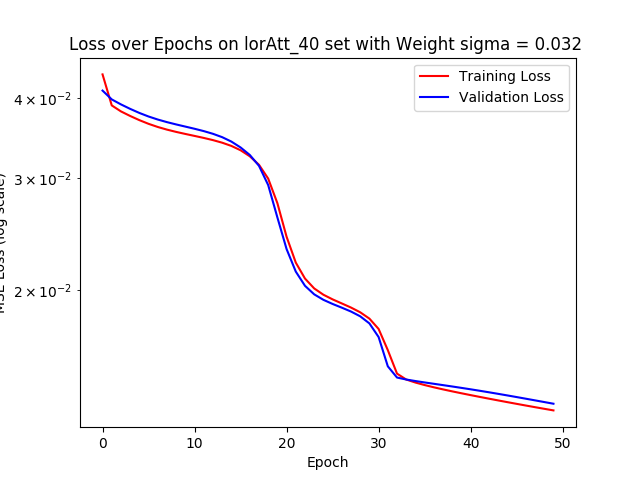 Loss over Epochs on lorAtt_40 set with Weight sigma = 0.032
Training Loss
Validation Loss
4 × 10⁻²
3 × 10⁻²
2 × 10⁻²
MSE Loss (log scale)
0 10 20 30 40 50
Epoch